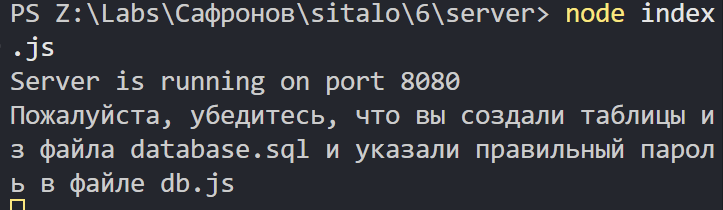 PS Z:\Labs\Сафронов\sitalo\6\server> node index
.js
Server is running on port 8080
Пожалуйста, убедитесь, что вы создали таблицы и
з файла database.sql и указали правильный парол
ь в файле db.js